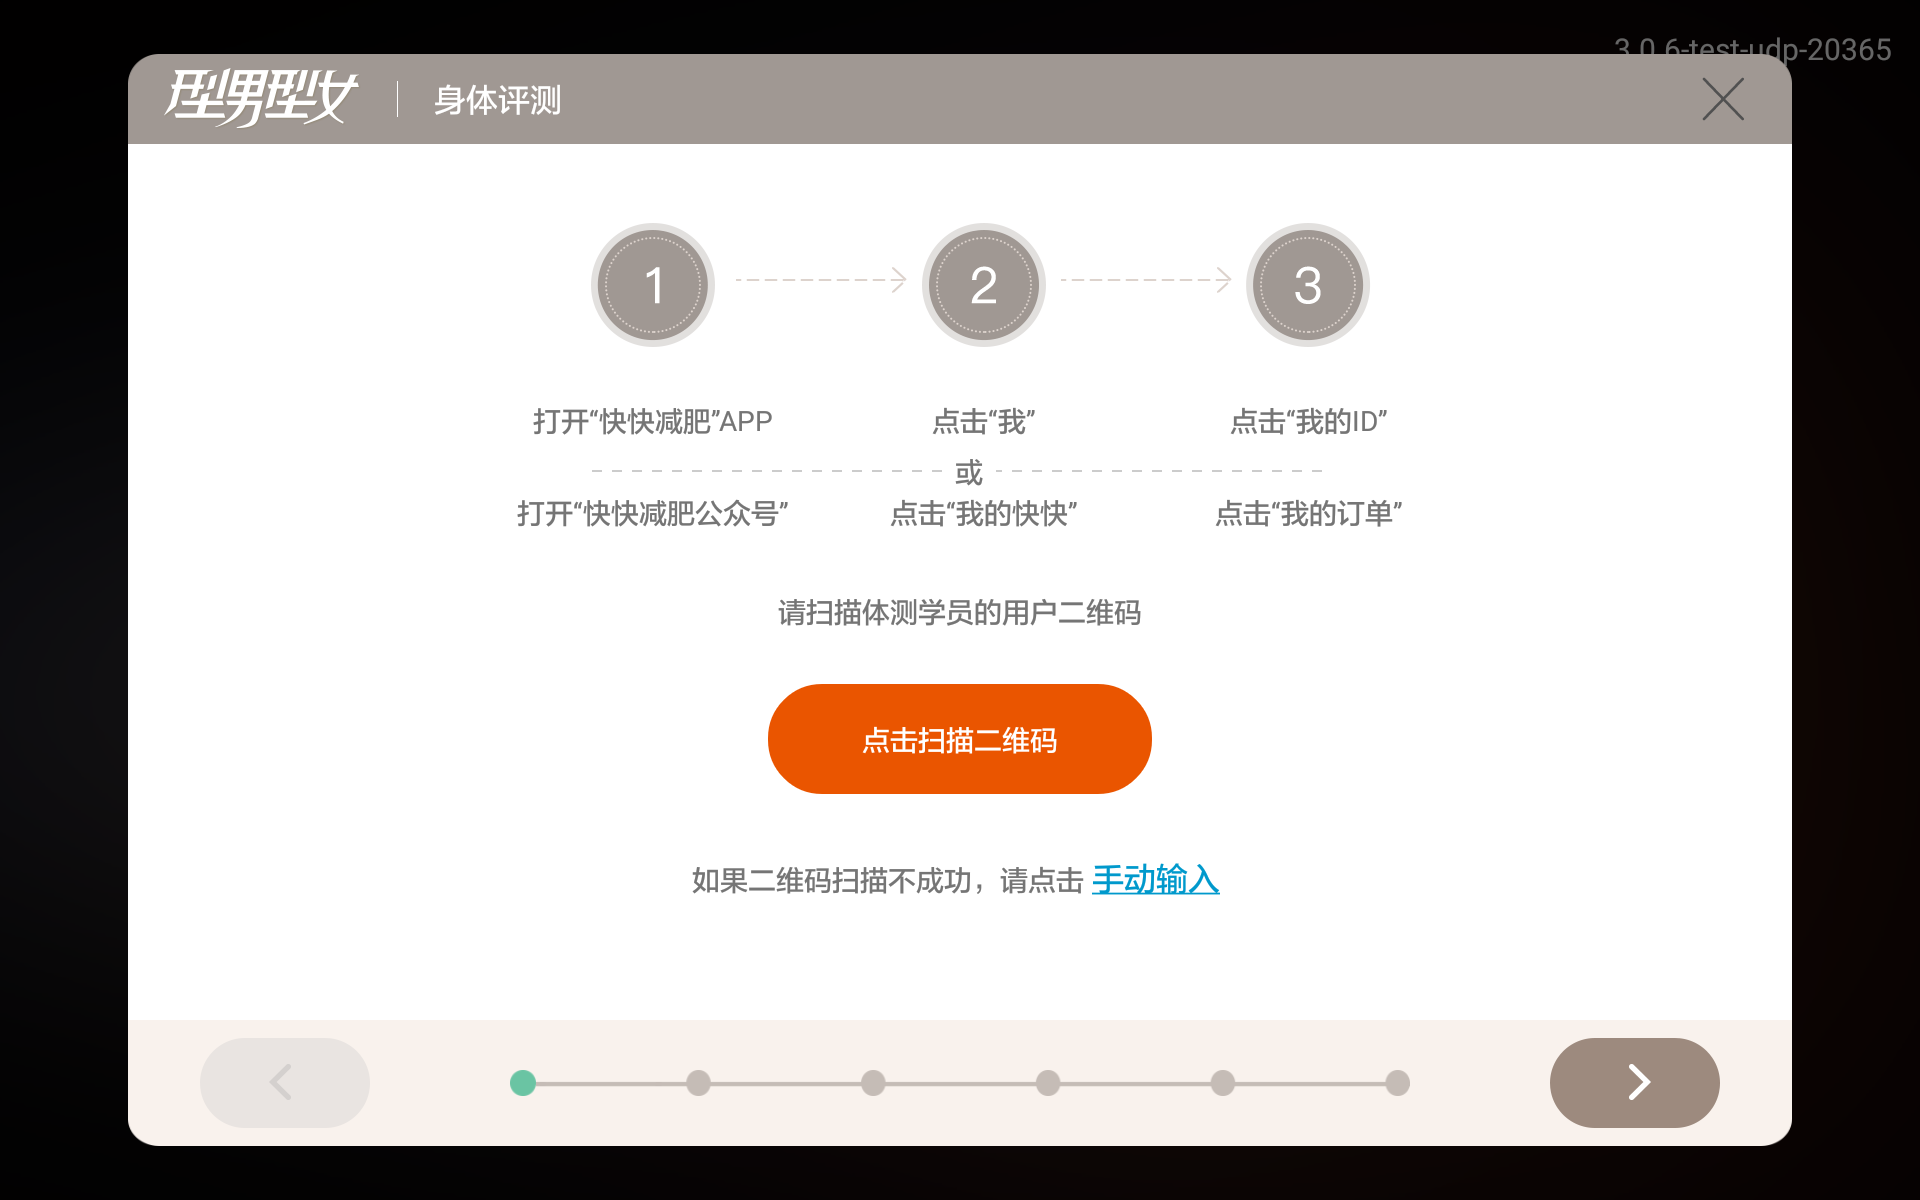 3.0.6-test-udp-20365
型男型女
身体评测
1
2
3
打开“快快减肥”APP
点击“我”
点击“我的ID”
或
打开“快快减肥公众号”
点击“我的快快”
点击“我的订单”
请扫描体测学员的用户二维码
点击扫描二维码
如果二维码扫描不成功，请点击 手动输入